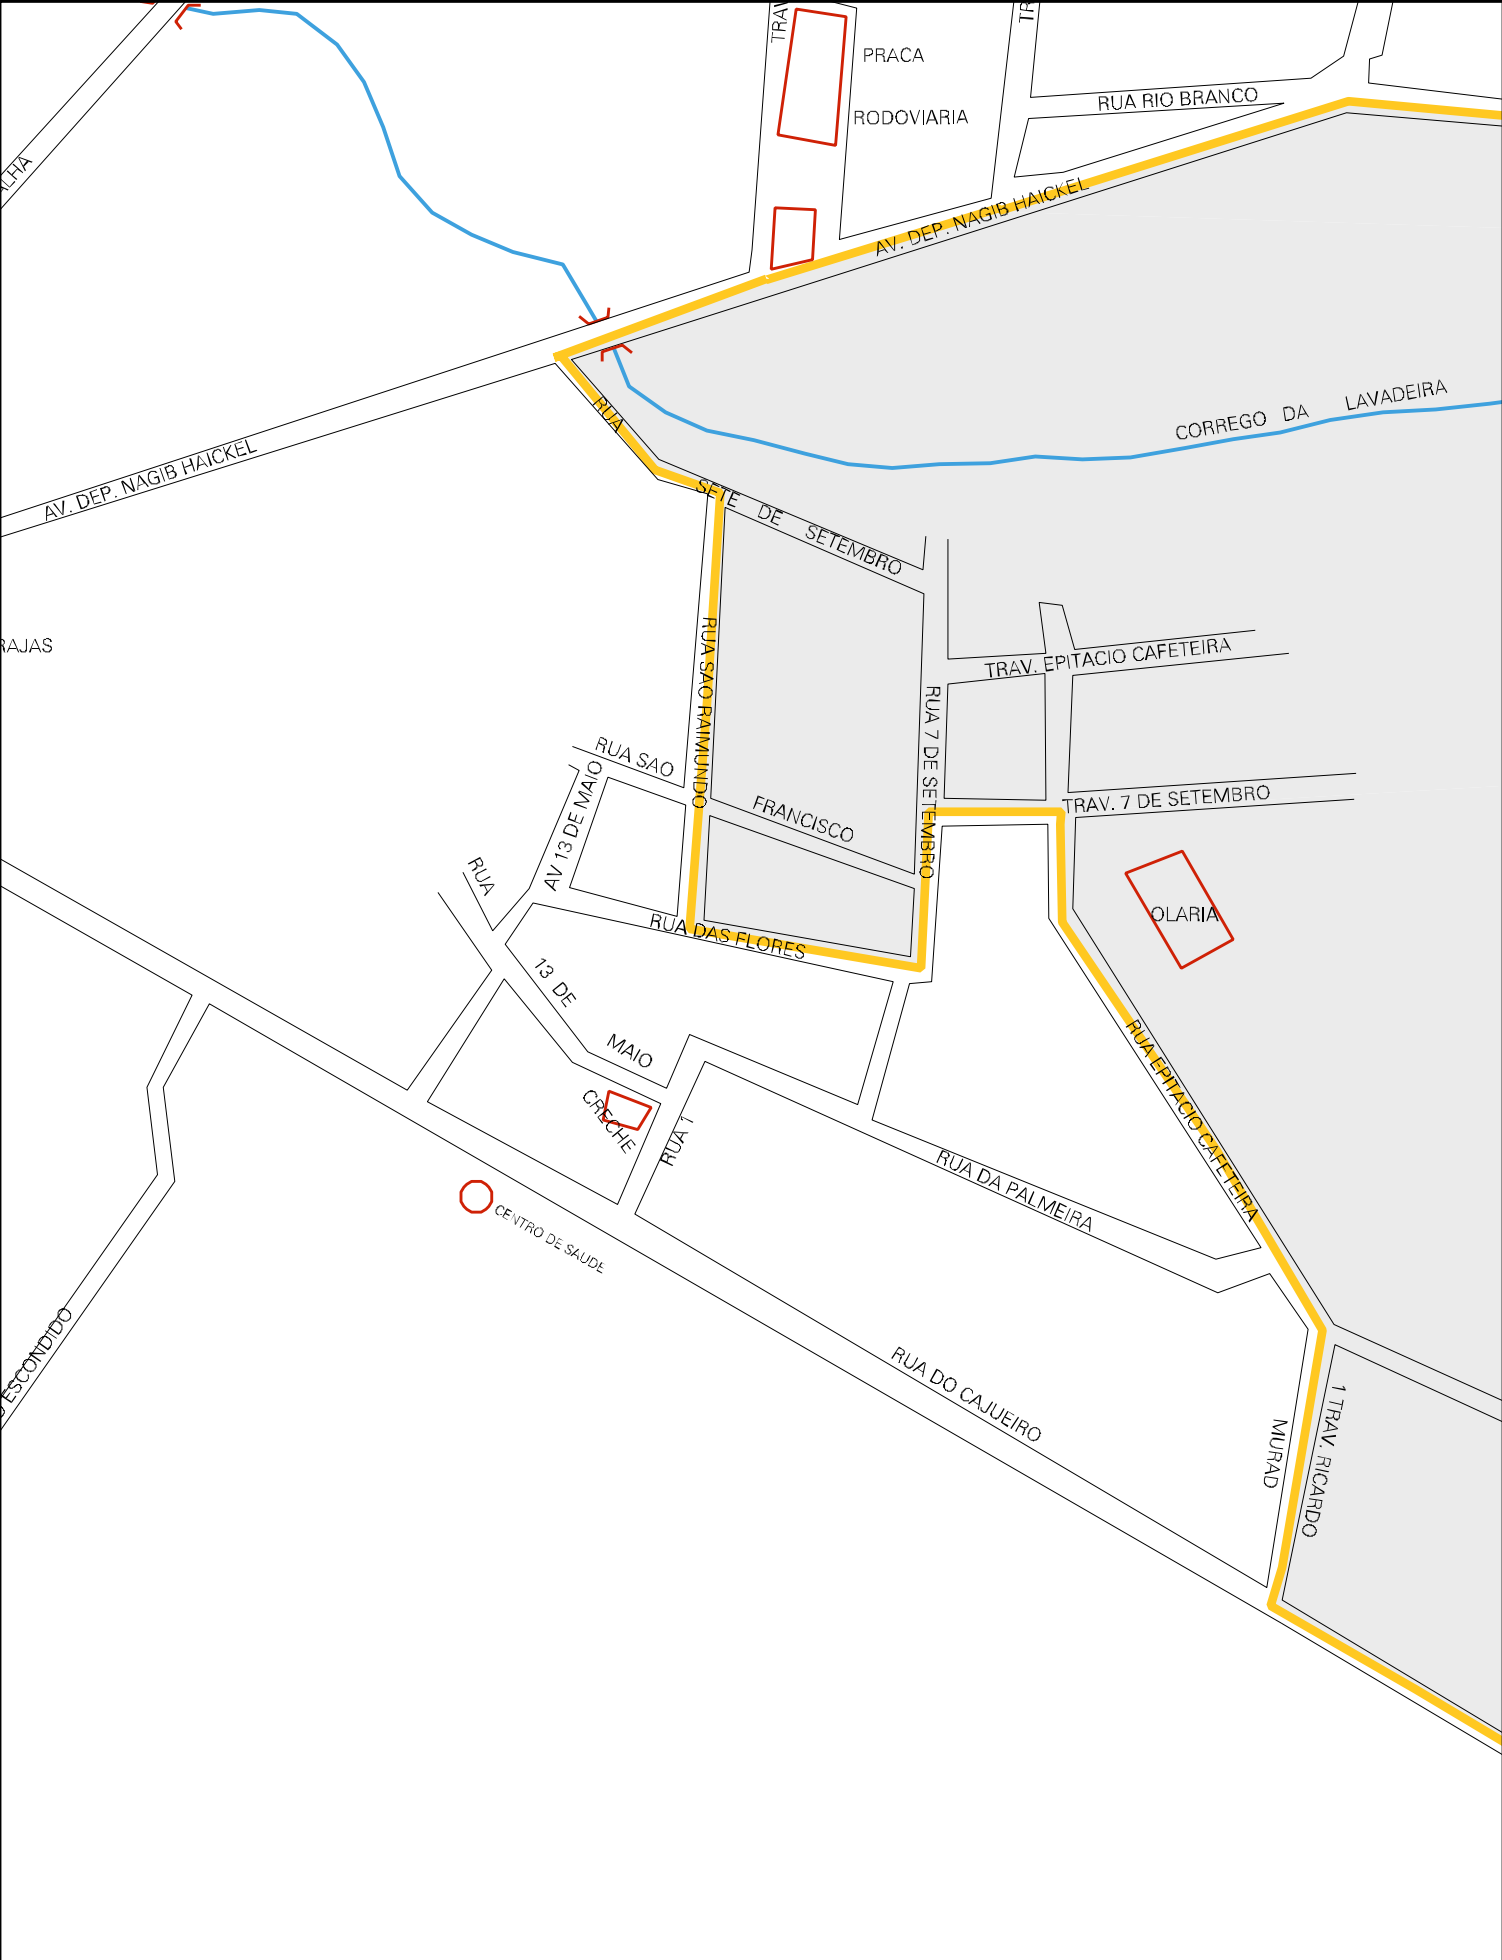 TRAV
TR
PRACA
RODOVIARIA
RUA RIO BRANCO
ALHA
AV. DEP. NAGIB HAICKEL
RUA
SETE DE SETEMBRO
CORREGO DA LAVADEIRA
AV. DEP. NAGIB HAICKEL
RAJAS
RUA SAO RAIMUNDO
TRAV. EPITACIO CAFETEIRA
RUA 7 DE SETEMBRO
RUA SAO
FRANCISCO
AV 13 DE MAIO
TRAV. 7 DE SETEMBRO
RUA
13 DE
MAIO
RUA DAS FLORES
OLARIA
CRECHE
RUA 1
RUA EPITACIO CAFETEIRA
RUA DA PALMEIRA
CENTRO DE SAUDE
ESCONDIDO
RUA DO CAJUEIRO
1 TRAV. RICARDO
MURAD